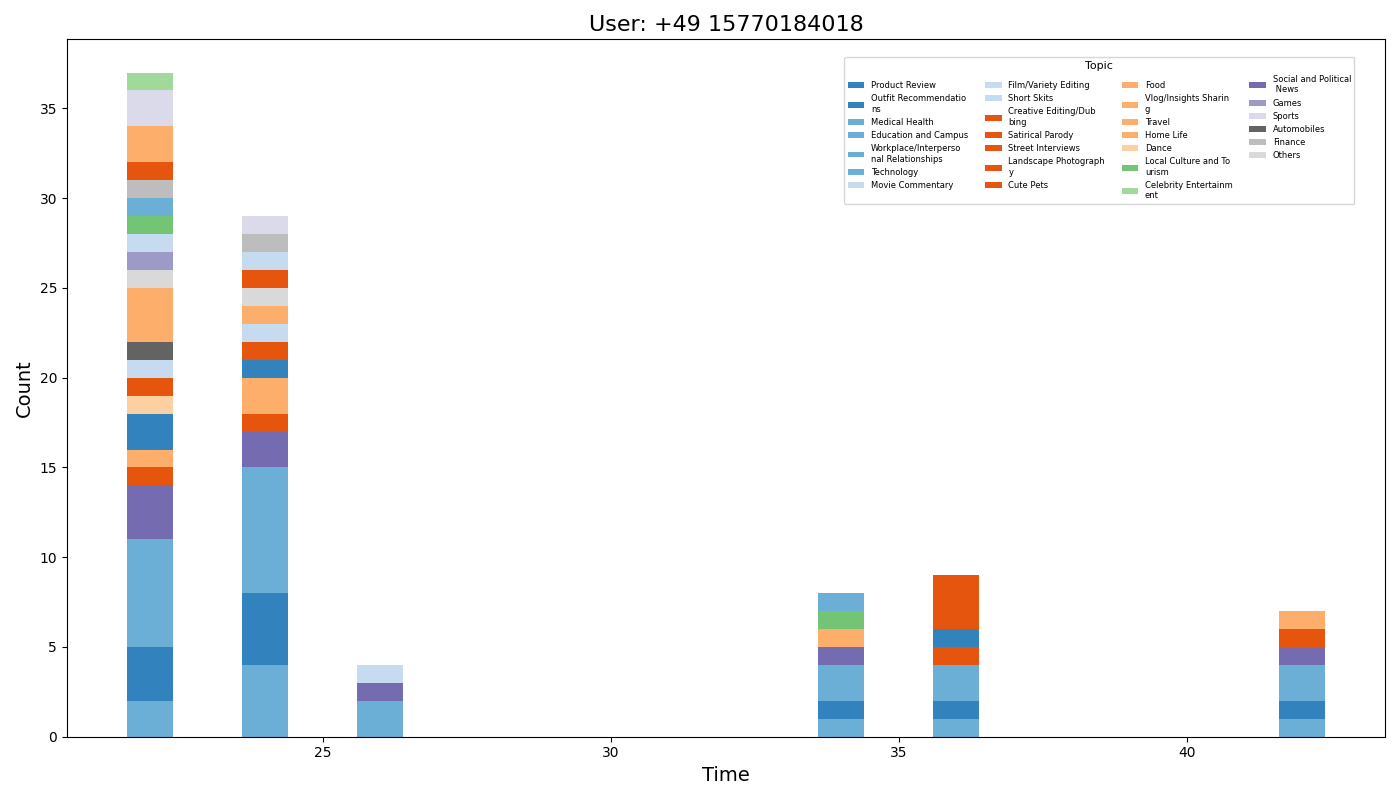 User: +49 15770184018
Topic
Product Review
Outfit Recommendatio
ns
Medical Health
Education and Campus
Workplace/Interperso
nal Relationships
Technology
Movie Commentary
Film/Variety Editing
Short Skits
Creative Editing/Dub
bing
Satirical Parody
Street Interviews
Landscape Photograph
y
Cute Pets
Food
Vlog/Insights Sharin
g
Travel
Home Life
Dance
Local Culture and To
urism
Celebrity Entertainm
ent
Social and Political
News
Games
Sports
Automobiles
Finance
Others
Count
35
30
25
20
15
10
5
0
25
30
35
40
Time